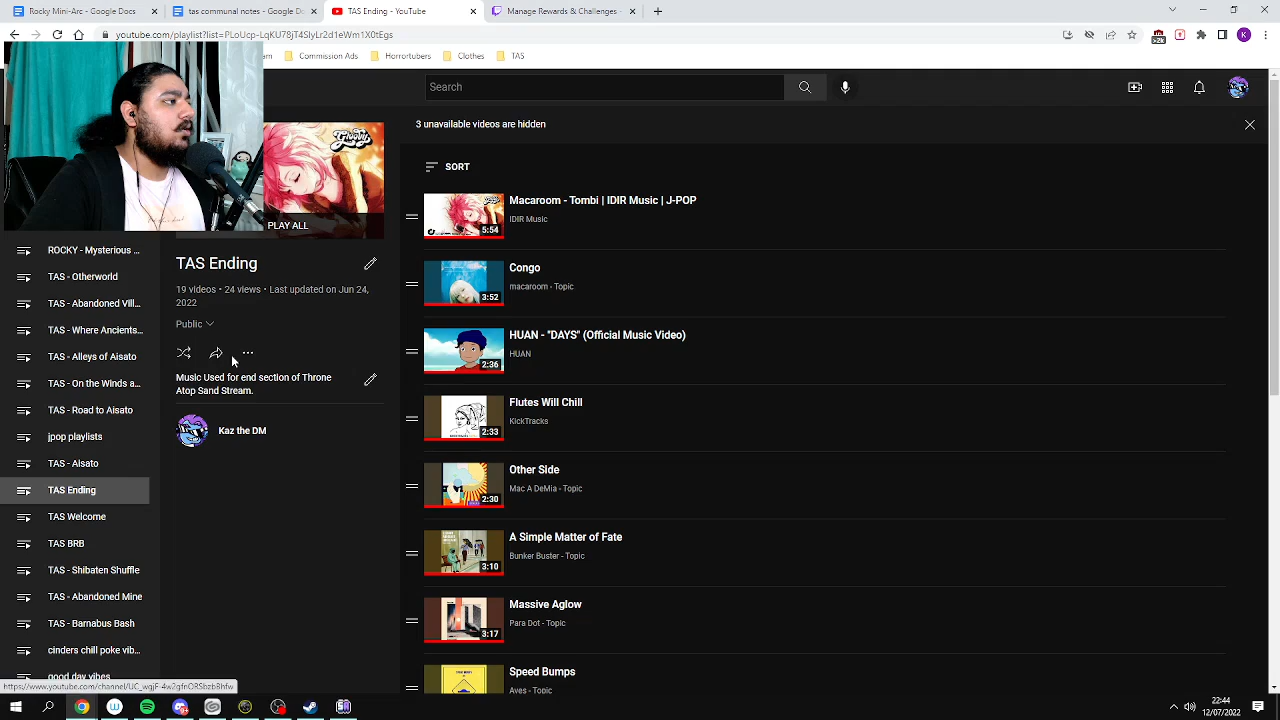 Rocky Mini-Arc - Google Docs
tas communal notes - Google Do
TAS Ending - YouTube
Manage Rewards & Challenges -
youtube.com/playlist?list=PLoUcp-LqKU78jT4SlyLr2d1eWm1X0tEgs
Commission Ads
Horrortubers
Clothes
TAS
Search
3 unavailable videos are hidden
SORT
PLAY ALL
ROCKY - Mysterious ...
TAS - Otherworld
TAS - Abandoned Vill...
TAS - Where Ancients...
TAS - Alleys of Aisato
TAS - On the Winds o...
TAS - Road to Alsato
spb playlists
TAS - Alsato
TAS Ending
TAS Welcome
TAS BRB
TAS - Shibaten Shuffle
TAS - Abandoned Mine
TAS - Barnabus Bash
you are a chill poke vib...
good day vibes
TAS Ending
19 videos • 24 views • Last updated on Jun 24,
2022
Public
Music Used for end section of Throne
Atop Sand Stream.
Kaz the DM
Macaroom - Tombi | IDIR Music | J-POP
IDIR Music
5:54
Congo
macaroom - Topic
3:52
HUAN - "DAYS" (Official Music Video)
HUAN
2:36
Flutes Will Chill
KickTracks
2:33
Other Side
Mac A DeMia - Topic
2:30
A Simple Matter of Fate
Bunker Buster - Topic
3:10
Massive Aglow
Para Dot - Topic
3:17
Speed Bumps
Aves - Topic
22:44
12/07/2022